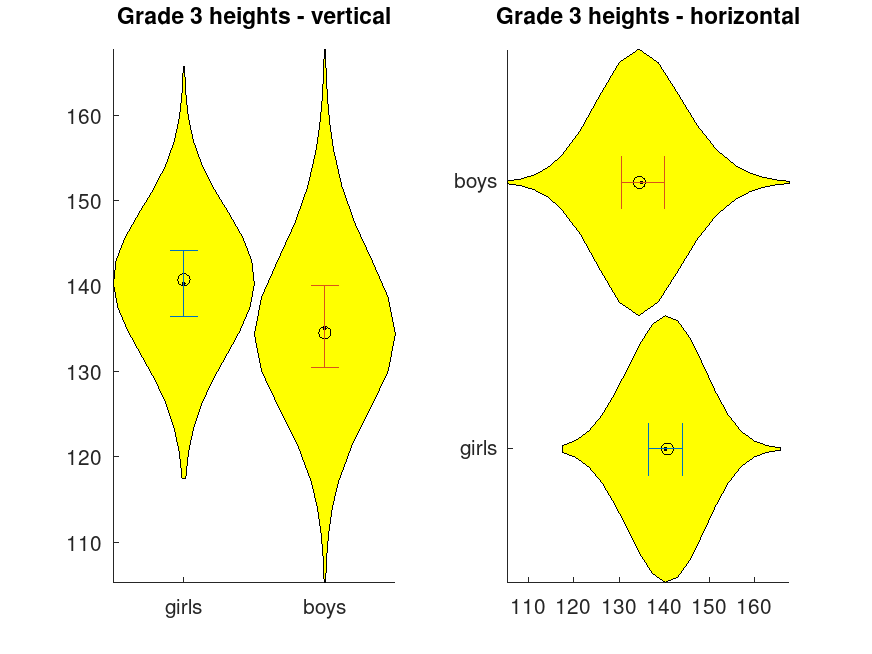 Grade 3 heights - vertical
160
150
140
130
120
110
girls boys
Grade 3 heights - horizontal
boys
girls
110 120 130 140 150 160